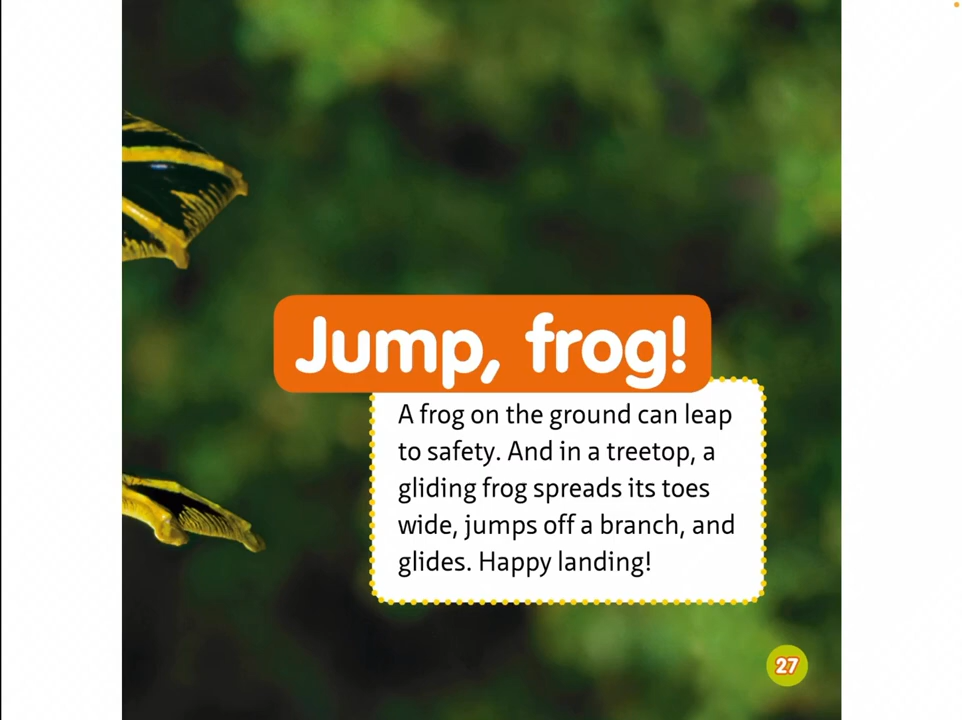 Jump, frog!
A frog on the ground can leap
to safety. And in a treetop, a
gliding frog spreads its toes
wide, jumps off a branch, and
glides. Happy landing!
27